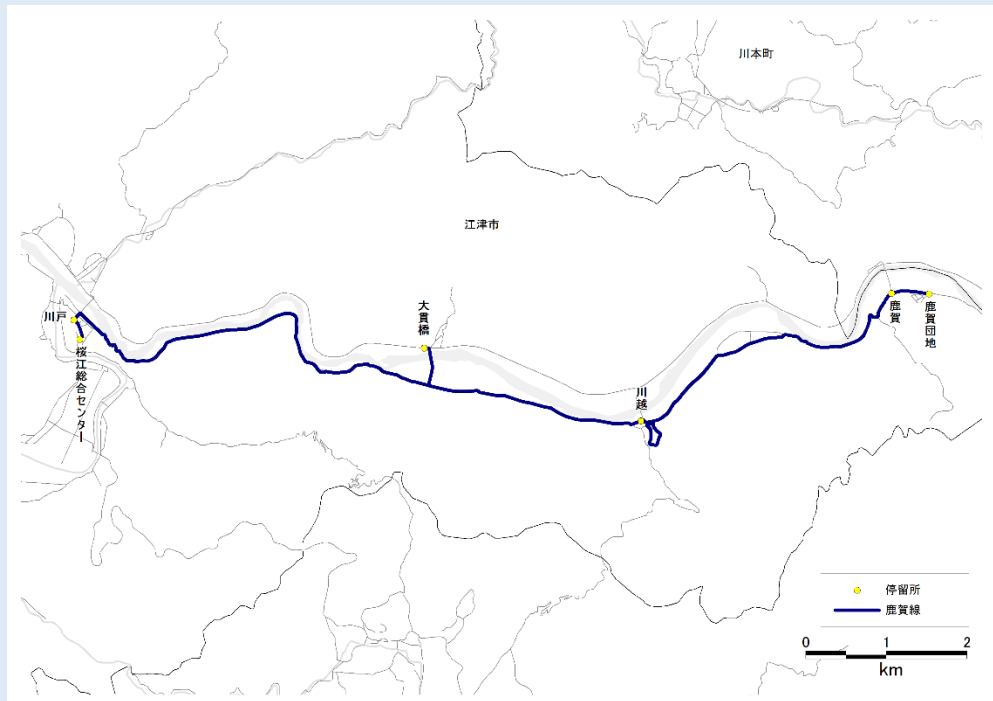 川本町
江津市
川戸
桜江総合センター
大貫橋
川越
鹿賀
鹿賀団地
停留所
鹿賀線
0 1 2
km